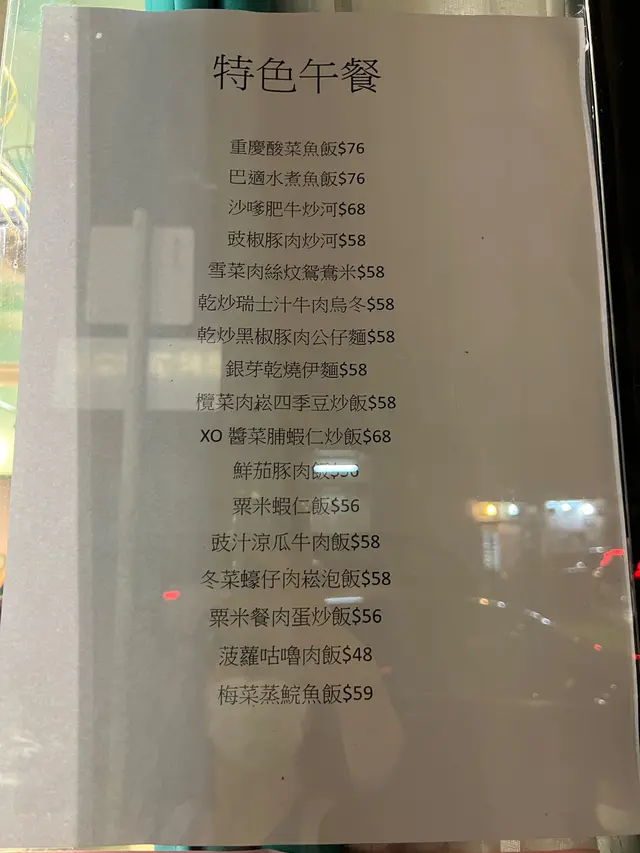 特色午餐
重慶酸菜魚飯$76
巴適水煮魚飯$76
沙嗲肥牛炒河$68
豉椒豚肉炒河$58
雪菜肉絲炆鴛鴦米$58
乾炒瑞士汁牛肉烏冬$58
乾炒黑椒豚肉公仔麵$58
銀芽乾燒伊麵$58
欖菜肉崧四季豆炒飯$58
XO 醬菜脯蝦仁炒飯$68
鮮茄豚肉飯
粟米蝦仁飯$56
豉汁涼瓜牛肉飯$58
冬菜蠔仔肉崧泡飯$58
粟米餐肉蛋炒飯$56
菠蘿咕嚕肉飯$48
梅菜蒸鯇魚飯$59